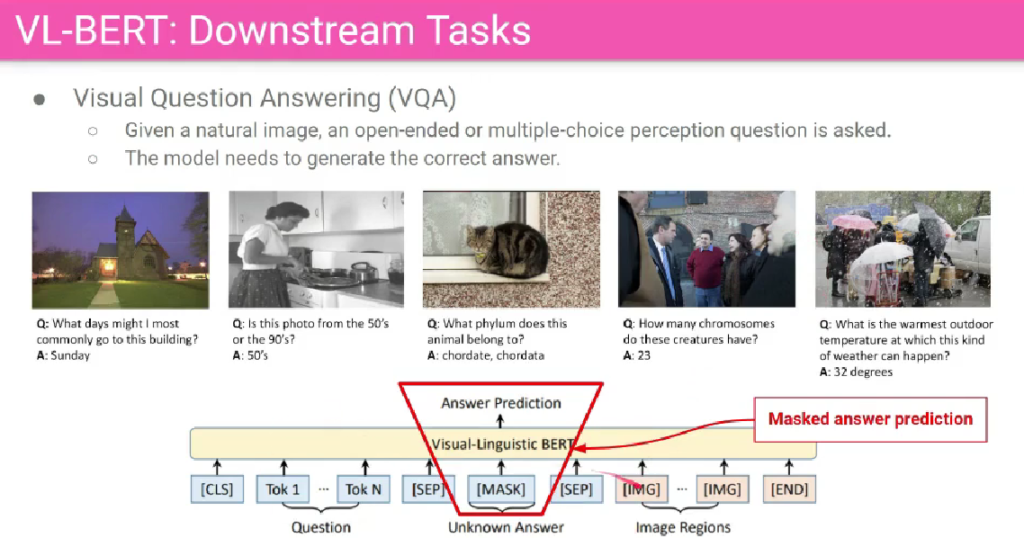 VL-BERT: Downstream Tasks
● Visual Question Answering (VQA)
○ Given a natural image, an open-ended or multiple-choice perception question is asked.
○ The model needs to generate the correct answer.
Q: What days might I most
commonly go to this building?
A: Sunday
Q: Is this photo from the 50's
or the 90's?
A: 50's
Q: What phylum does this
animal belong to?
A: chordate, chordata
Q: How many chromosomes
do these creatures have?
A: 23
Q: What is the warmest outdoor
temperature at which this kind
of weather can happen?
A: 32 degrees
Answer Prediction
Masked answer prediction
Visual-Linguistic BERT
[CLS] Tok 1 ... Tok N [SEP] [MASK] [SEP] [IMG] ... [IMG] [END]
Question Unknown Answer Image Regions